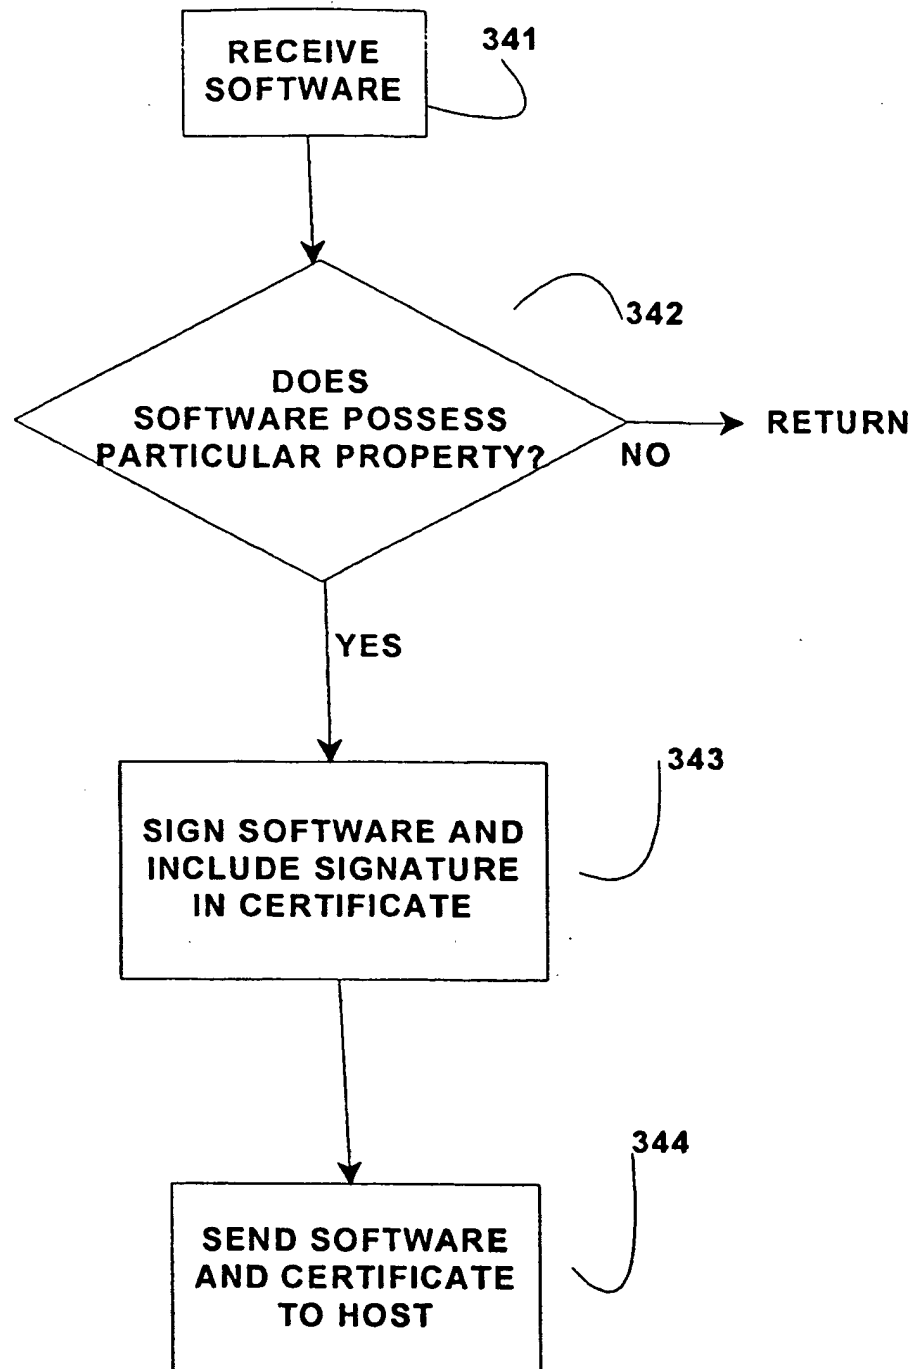 RECEIVE
SOFTWARE
341
342
DOES
SOFTWARE POSSESS
PARTICULAR PROPERTY?
RETURN
NO
YES
343
SIGN SOFTWARE AND
INCLUDE SIGNATURE
IN CERTIFICATE
344
SEND SOFTWARE
AND CERTIFICATE
TO HOST